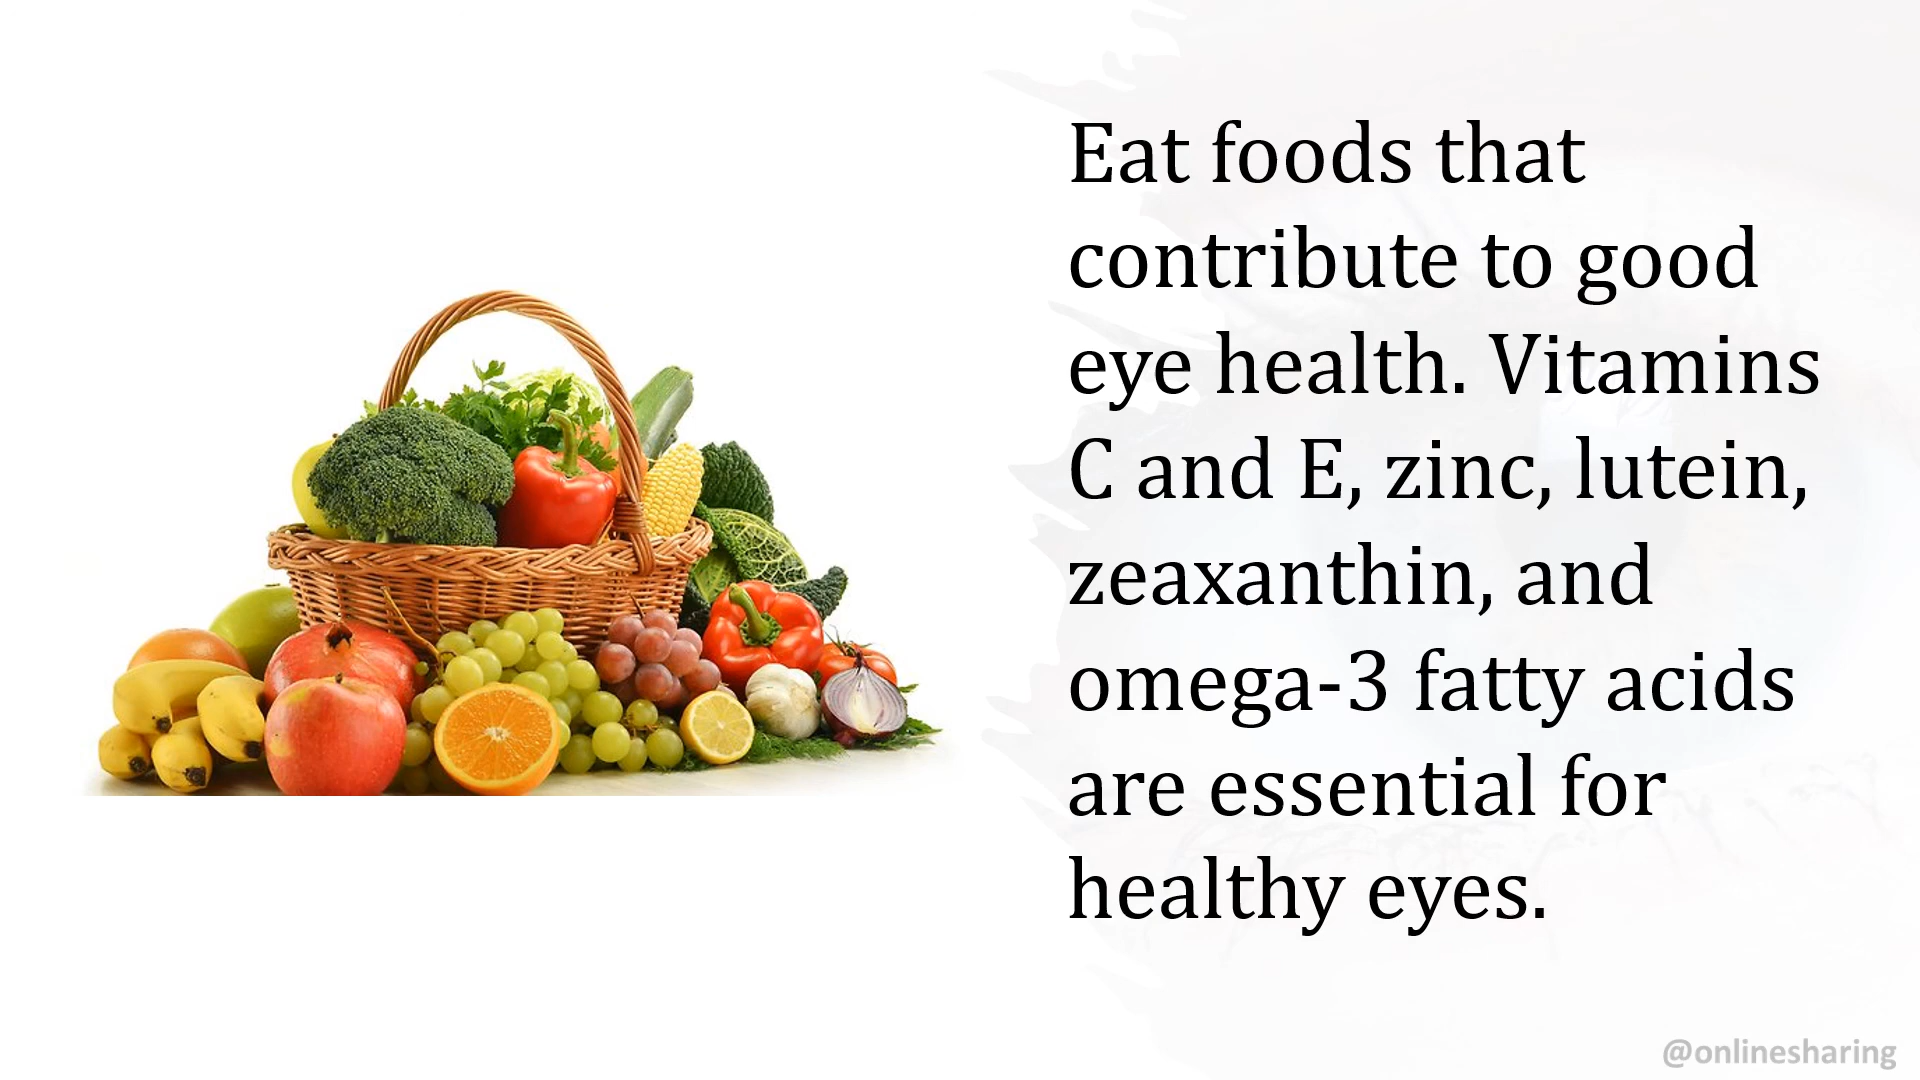 Eat foods that
contribute to good
eye health. Vitamins
C and E, zinc, lutein,
zeaxanthin, and
omega-3 fatty acids
are essential for
healthy eyes.
@onlinesharing